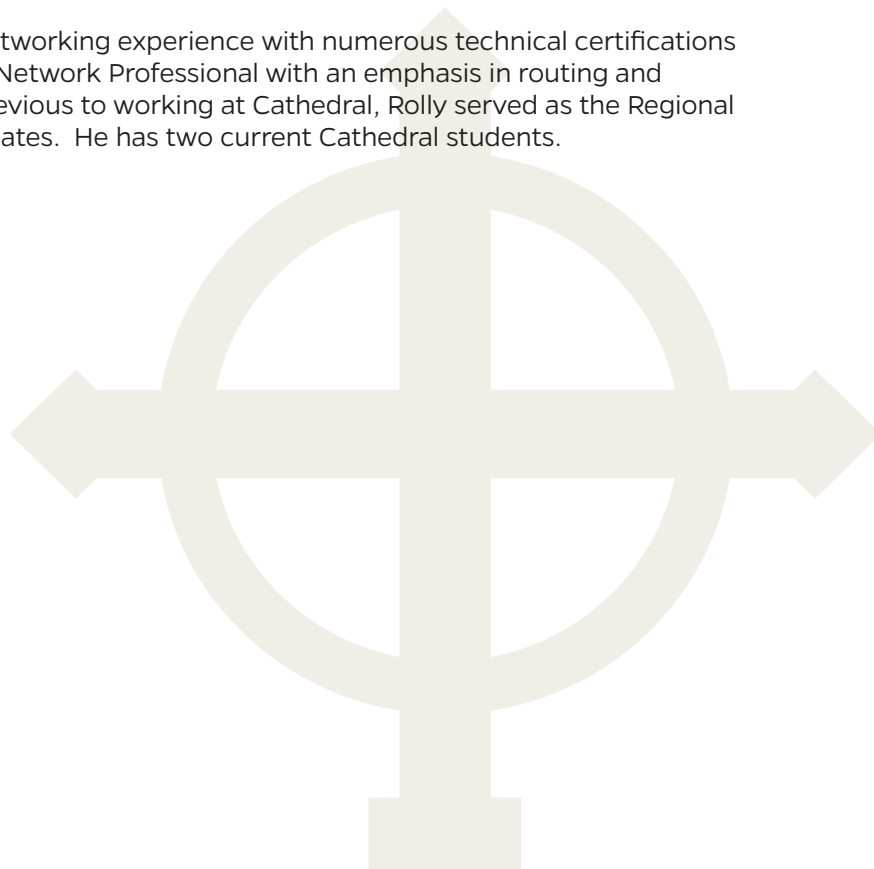 tworking experience with numerous technical certifications
Network Professional with an emphasis in routing and
evious to working at Cathedral, Rolly served as the Regional
ates. He has two current Cathedral students.